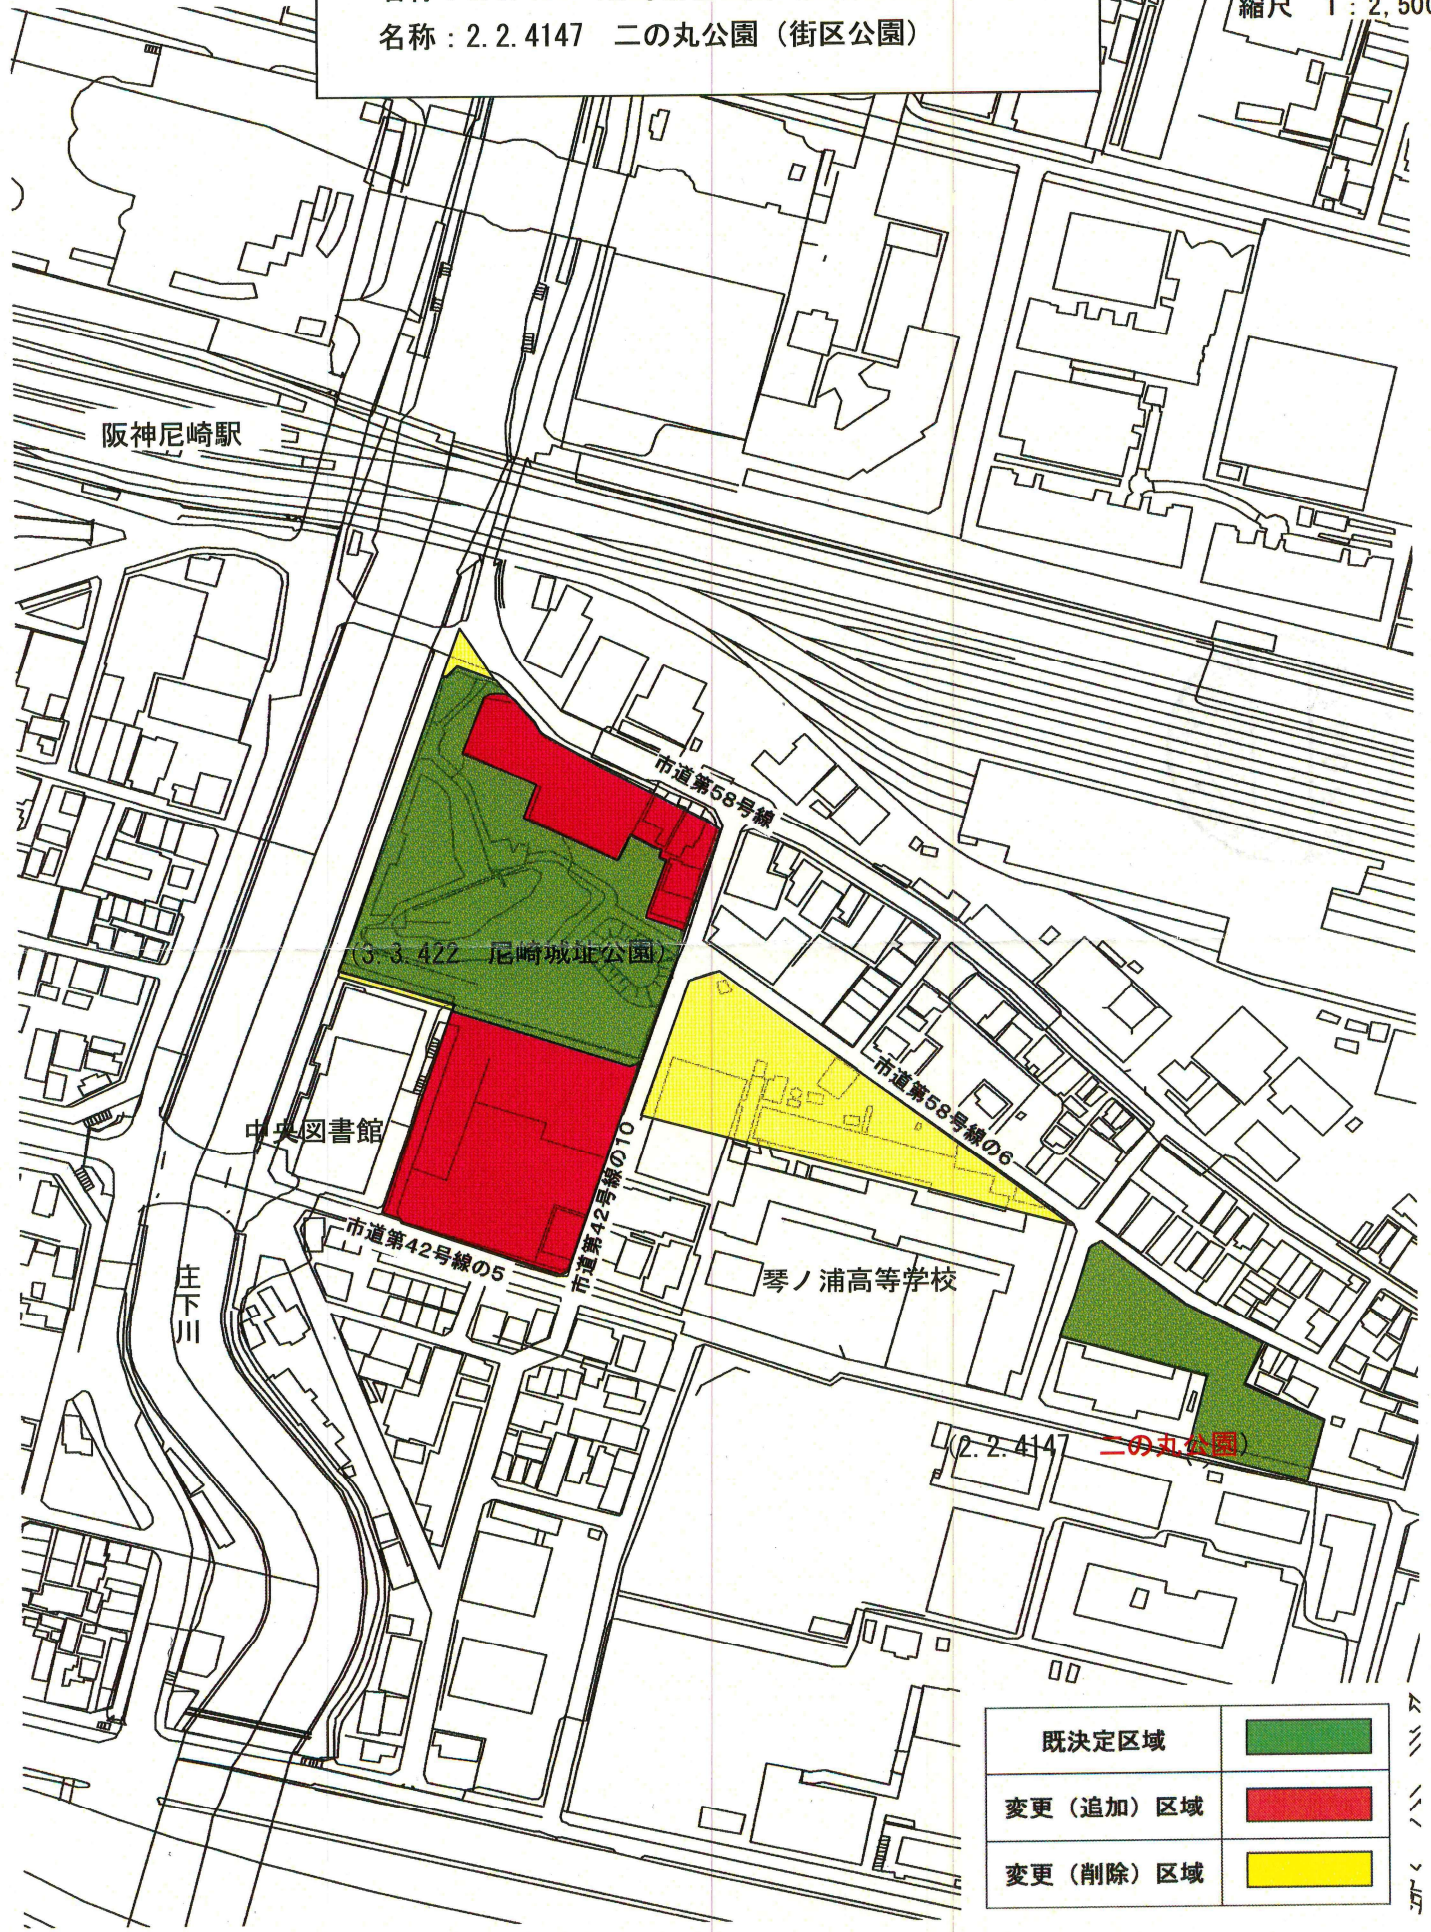 縮尺 1:2,500
名称:2.2.4147 二の丸公園(街区公園)
阪神尼崎駅
市道第58号線
(3.3.422 尼崎城址公園)
市道第58号線の6
中央図書館
市道第42号線の10
市道第42号線の5
庄下川
琴ノ浦高等学校
(2.2.4147 二の丸公園)
既決定区域
変更(追加)区域
変更(削除)区域